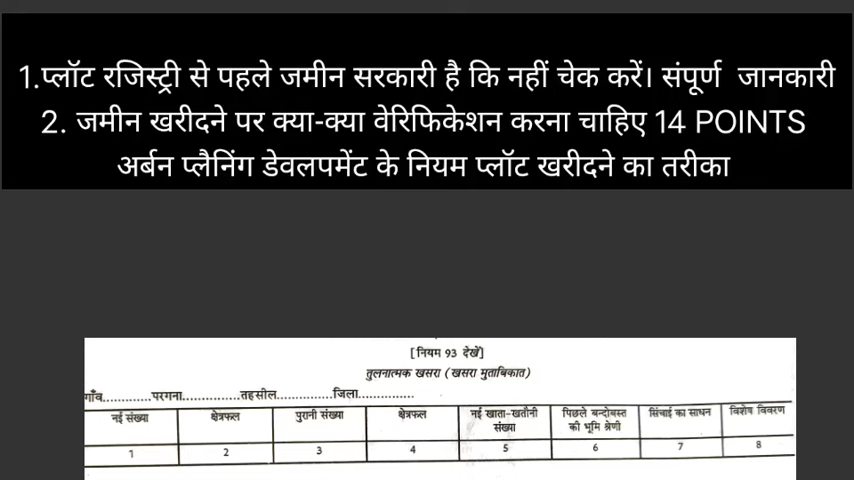 1.प्लॉट रजिस्ट्री से पहले जमीन सरकारी है कि नहीं चेक करें। संपूर्ण जानकारी
2. जमीन खरीदने पर क्या-क्या वेरिफिकेशन करना चाहिए 14 POINTS
अर्बन प्लैनिंग डेवलपमेंट के नियम प्लॉट खरीदने का तरीका
[नियम 93 देखें]
तुलनात्मक खसरा (खसरा मुताबिकात)
गाँव.............परगना...............तहसील..............जिला...............
नई संख्या क्षेत्रफल पुरानी संख्या क्षेत्रफल नई खाता-खतौनी संख्या पिछले बन्दोबस्त की भूमि श्रेणी सिंचाई का साधन विशेष विवरण
1 2 3 4 5 6 7 8